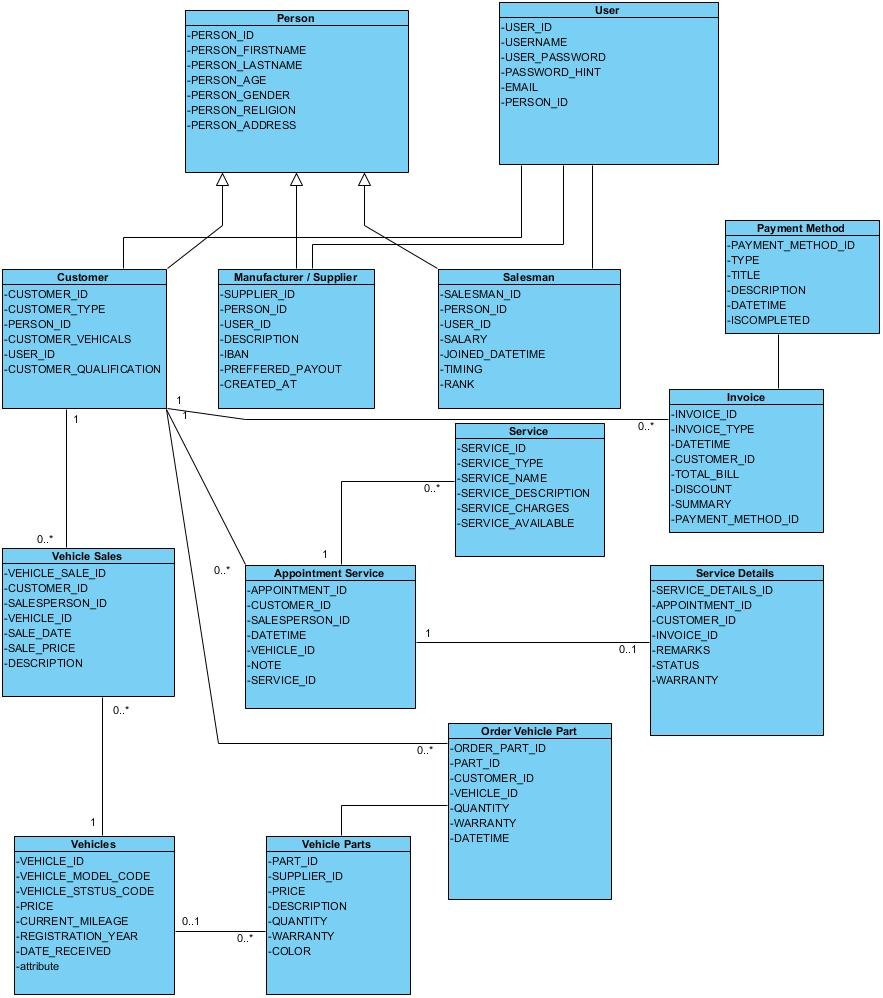 Person
-PERSON_ID
-PERSON_FIRSTNAME
-PERSON_LASTNAME
-PERSON_AGE
-PERSON_GENDER
-PERSON_RELIGION
-PERSON_ADDRESS
User
-USER_ID
-USERNAME
-USER_PASSWORD
-PASSWORD_HINT
-EMAIL
-PERSON_ID
Payment Method
-PAYMENT_METHOD_ID
-TYPE
-TITLE
-DESCRIPTION
-DATETIME
-ISCOMPLETED
Customer
-CUSTOMER_ID
-CUSTOMER_TYPE
-PERSON_ID
-CUSTOMER_VEHICALS
-USER_ID
-CUSTOMER_QUALIFICATION
Manufacturer / Supplier
-SUPPLIER_ID
-PERSON_ID
-USER_ID
-DESCRIPTION
-IBAN
-PREFFERED_PAYOUT
-CREATED_AT
Salesman
-SALESMAN_ID
-PERSON_ID
-USER_ID
-SALARY
-JOINED_DATETIME
-TIMING
-RANK
Invoice
-INVOICE_ID
-INVOICE_TYPE
-DATETIME
-CUSTOMER_ID
-TOTAL_BILL
-DISCOUNT
-SUMMARY
-PAYMENT_METHOD_ID
1
1
1
0..*
Service
-SERVICE_ID
-SERVICE_TYPE
-SERVICE_NAME
-SERVICE_DESCRIPTION
-SERVICE_CHARGES
-SERVICE_AVAILABLE
0..*
1
0..*
0..*
Vehicle Sales
-VEHICLE_SALE_ID
-CUSTOMER_ID
-SALESPERSON_ID
-VEHICLE_ID
-SALE_DATE
-SALE_PRICE
-DESCRIPTION
Appointment Service
-APPOINTMENT_ID
-CUSTOMER_ID
-SALESPERSON_ID
-DATETIME
-VEHICLE_ID
-NOTE
-SERVICE_ID
1
0..1
Service Details
-SERVICE_DETAILS_ID
-APPOINTMENT_ID
-CUSTOMER_ID
-INVOICE_ID
-REMARKS
-STATUS
-WARRANTY
0..*
1
0..*
Order Vehicle Part
-ORDER_PART_ID
-PART_ID
-CUSTOMER_ID
-VEHICLE_ID
-QUANTITY
-WARRANTY
-DATETIME
Vehicles
-VEHICLE_ID
-VEHICLE_MODEL_CODE
-VEHICLE_STSTUS_CODE
-PRICE
-CURRENT_MILEAGE
-REGISTRATION_YEAR
-DATE_RECEIVED
-attribute
0..1
0..*
Vehicle Parts
-PART_ID
-SUPPLIER_ID
-PRICE
-DESCRIPTION
-QUANTITY
-WARRANTY
-COLOR